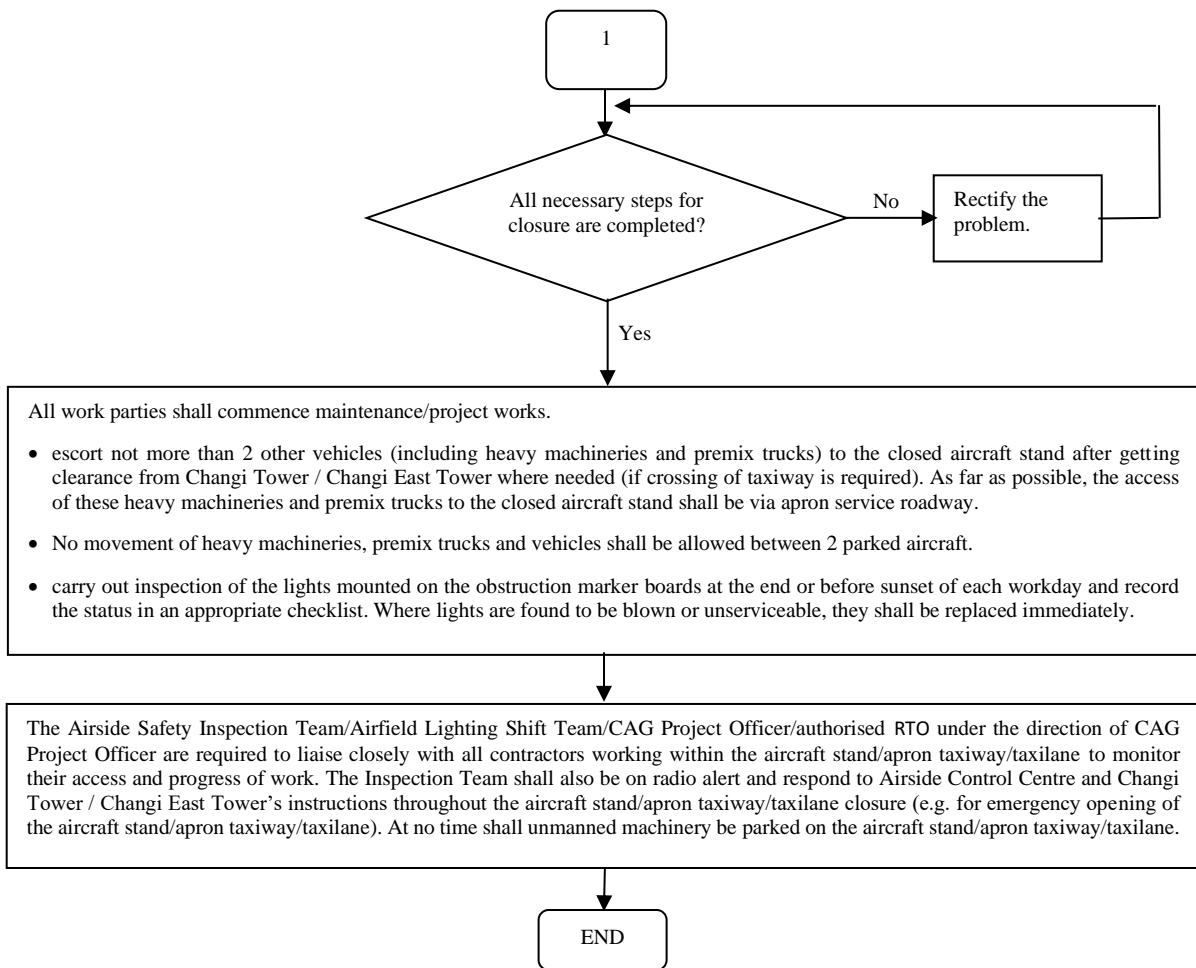 1
All necessary steps for
closure are completed?
No
Rectify the
problem.
Yes
All work parties shall commence maintenance/project works.
• escort not more than 2 other vehicles (including heavy machineries and premix trucks) to the closed aircraft stand after getting
clearance from Changi Tower / Changi East Tower where needed (if crossing of taxiway is required). As far as possible, the access
of these heavy machineries and premix trucks to the closed aircraft stand shall be via apron service roadway.
• No movement of heavy machineries, premix trucks and vehicles shall be allowed between 2 parked aircraft.
• carry out inspection of the lights mounted on the obstruction marker boards at the end or before sunset of each workday and record
the status in an appropriate checklist. Where lights are found to be blown or unserviceable, they shall be replaced immediately.
The Airside Safety Inspection Team/Airfield Lighting Shift Team/CAG Project Officer/authorised RTO under the direction of CAG
Project Officer are required to liaise closely with all contractors working within the aircraft stand/apron taxiway/taxilane to monitor
their access and progress of work. The Inspection Team shall also be on radio alert and respond to Airside Control Centre and Changi
Tower / Changi East Tower's instructions throughout the aircraft stand/apron taxiway/taxilane closure (e.g. for emergency opening of
the aircraft stand/apron taxiway/taxilane). At no time shall unmanned machinery be parked on the aircraft stand/apron taxiway/taxilane.
END